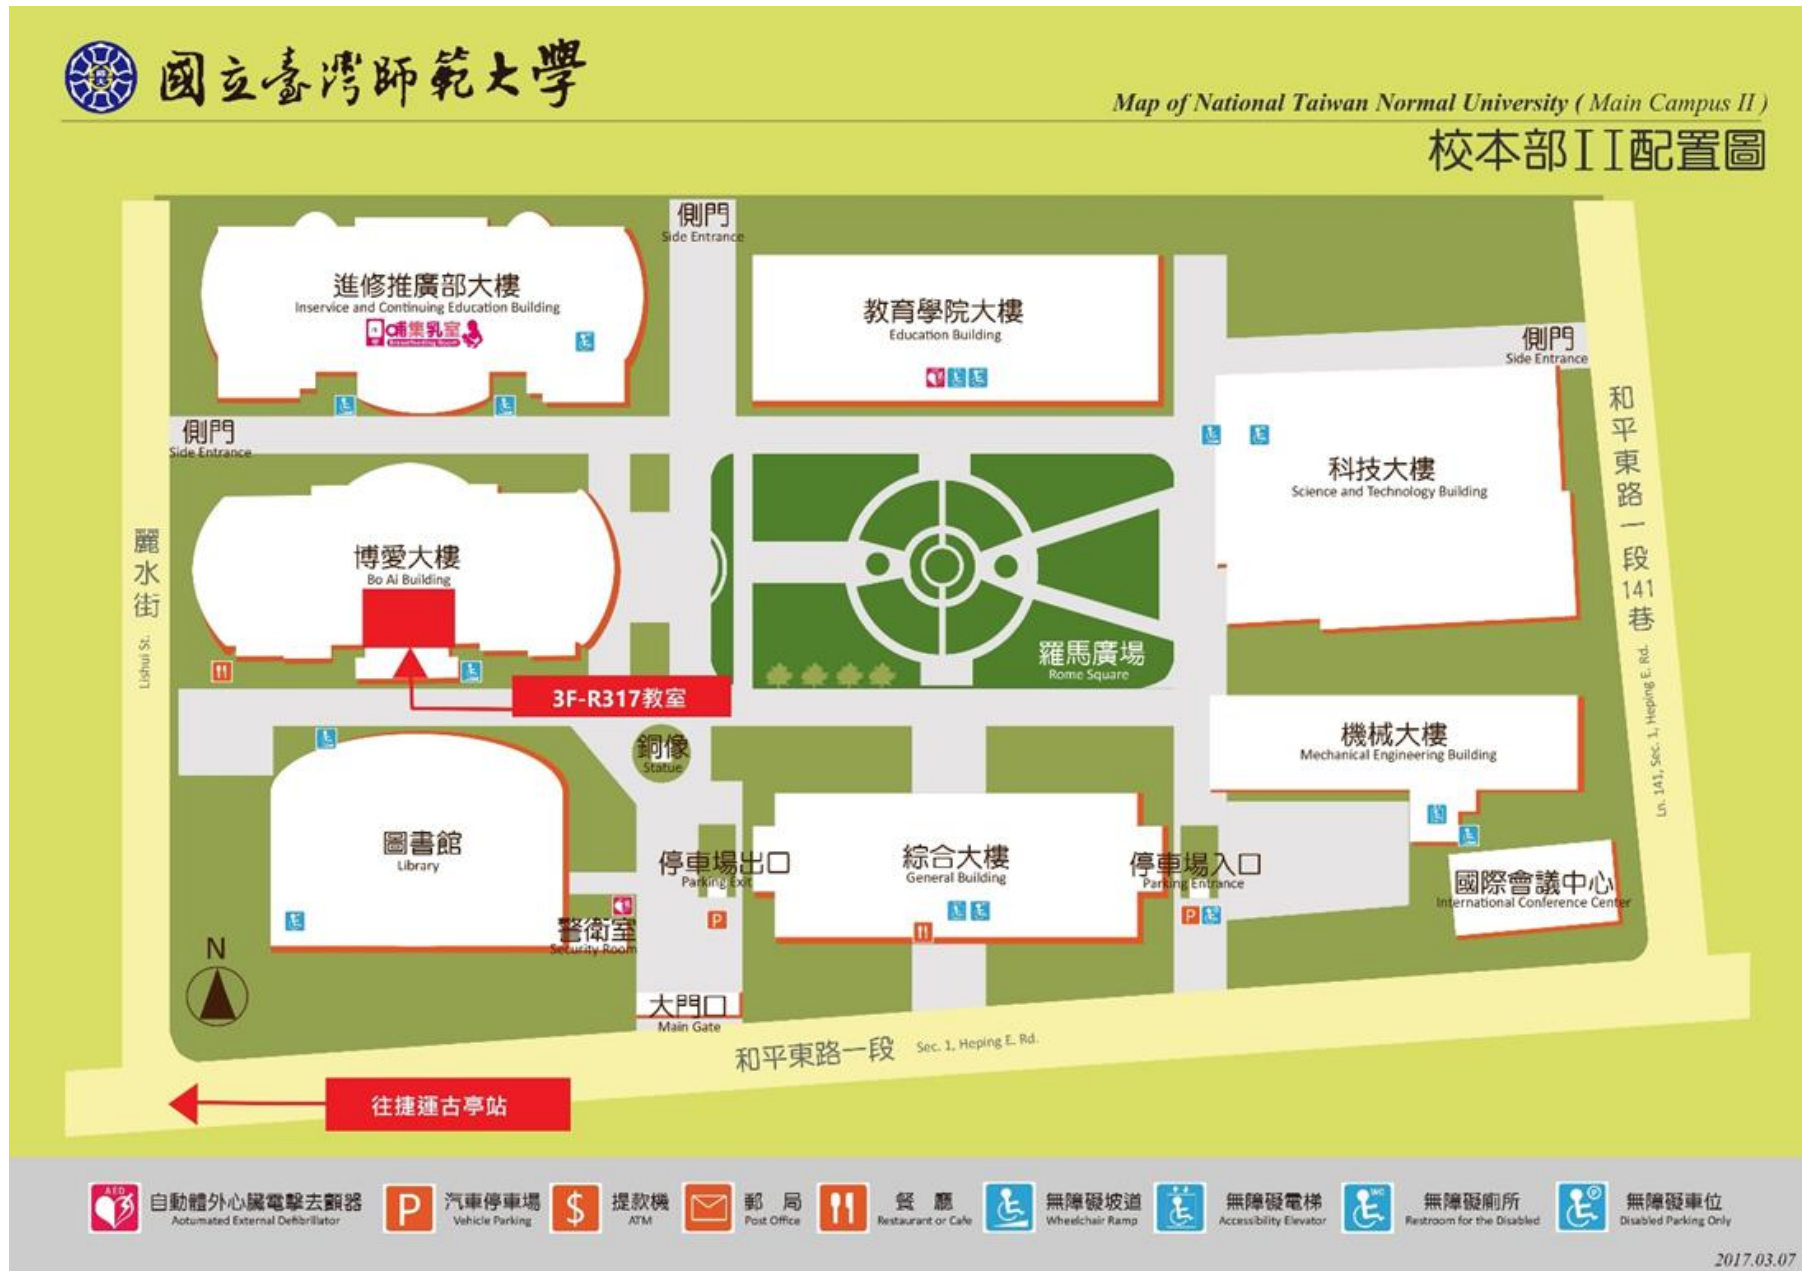 國立臺灣師範大學
Map of National Taiwan Normal University ( Main Campus II )
校本部II配置圖
側門
Side Entrance
進修推廣部大樓
Inservice and Continuing Education Building
哺集乳室
Breastfeeding Room
教育學院大樓
Education Building
側門
Side Entrance
側門
Side Entrance
科技大樓
Science and Technology Building
和平東路一段141巷
Ln. 141, Sec. 1, Heping E. Rd.
麗水街
Lishui St.
博愛大樓
Bo Ai Building
羅馬廣場
Rome Square
3F-R317教室
銅像
Statue
機械大樓
Mechanical Engineering Building
圖書館
Library
停車場出口
Parking Exit
P
綜合大樓
General Building
停車場入口
Parking Entrance
P
國際會議中心
International Conference Center
警衛室
Security Room
N
大門口
Main Gate
和平東路一段 Sec. 1, Heping E. Rd.
往捷運古亭站
AED
自動體外心臟電擊去顫器
Aotumated External Defibrillator
P
汽車停車場
Vehicle Parking
$
提款機
ATM
郵局
Post Office
餐廳
Restaurant or Cafe
無障礙坡道
Wheelchair Ramp
無障礙電梯
Accessibility Elevator
WC
無障礙廁所
Restroom for the Disabled
P
無障礙車位
Disabled Parking Only
2017.03.07